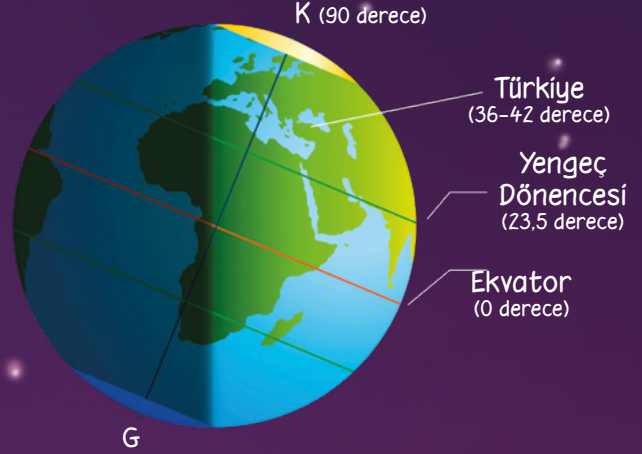 K (90 derece)
Türkiye
(36-42 derece)
Yengeç
Dönencesi
(23,5 derece)
Ekvator
(0 derece)
G